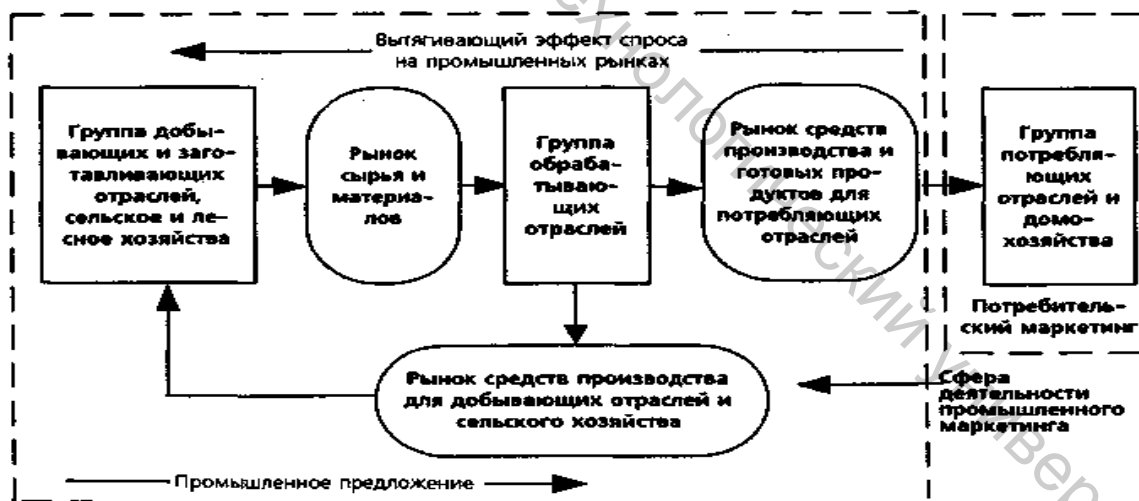 Вытягивающий эффект спроса
на промышленных рынках
Группа добы-
вающих и заго-
тавливающих
отраслей,
сельское и ле-
сное хозяйства
Рынок
сырья и
материа-
лов
Группа
обраба-
тываю-
щих
отраслей
Рынок средств
производства и
готовых про-
дуктов для
потребляющих
отраслей
Группа
потребля-
ющих
отраслей и
домо-
хозяйства
Потребитель-
ский маркетинг
Рынок средств производства
для добывающих отраслей и
сельского хозяйства
Сфера
деятельности
промышленного
маркетинга
Промышленное предложение
ехнологический универ